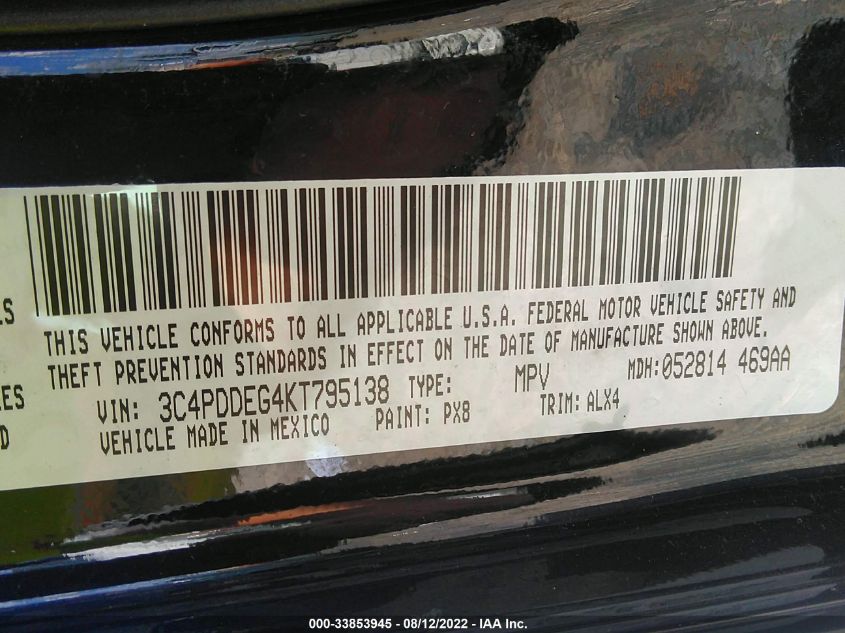 THIS VEHICLE CONFORMS TO ALL APPLICABLE U.S.A. FEDERAL MOTOR VEHICLE SAFETY AND
THEFT PREVENTION STANDARDS IN EFFECT ON THE DATE OF MANUFACTURE SHOWN ABOVE.
VIN: 3C4PDDEG4KT795138 TYPE: MPV MDH:052814 469AA
VEHICLE MADE IN MEXICO PAINT: PX8 TRIM: ALX4
000-33853945 - 08/12/2022 - IAA Inc.